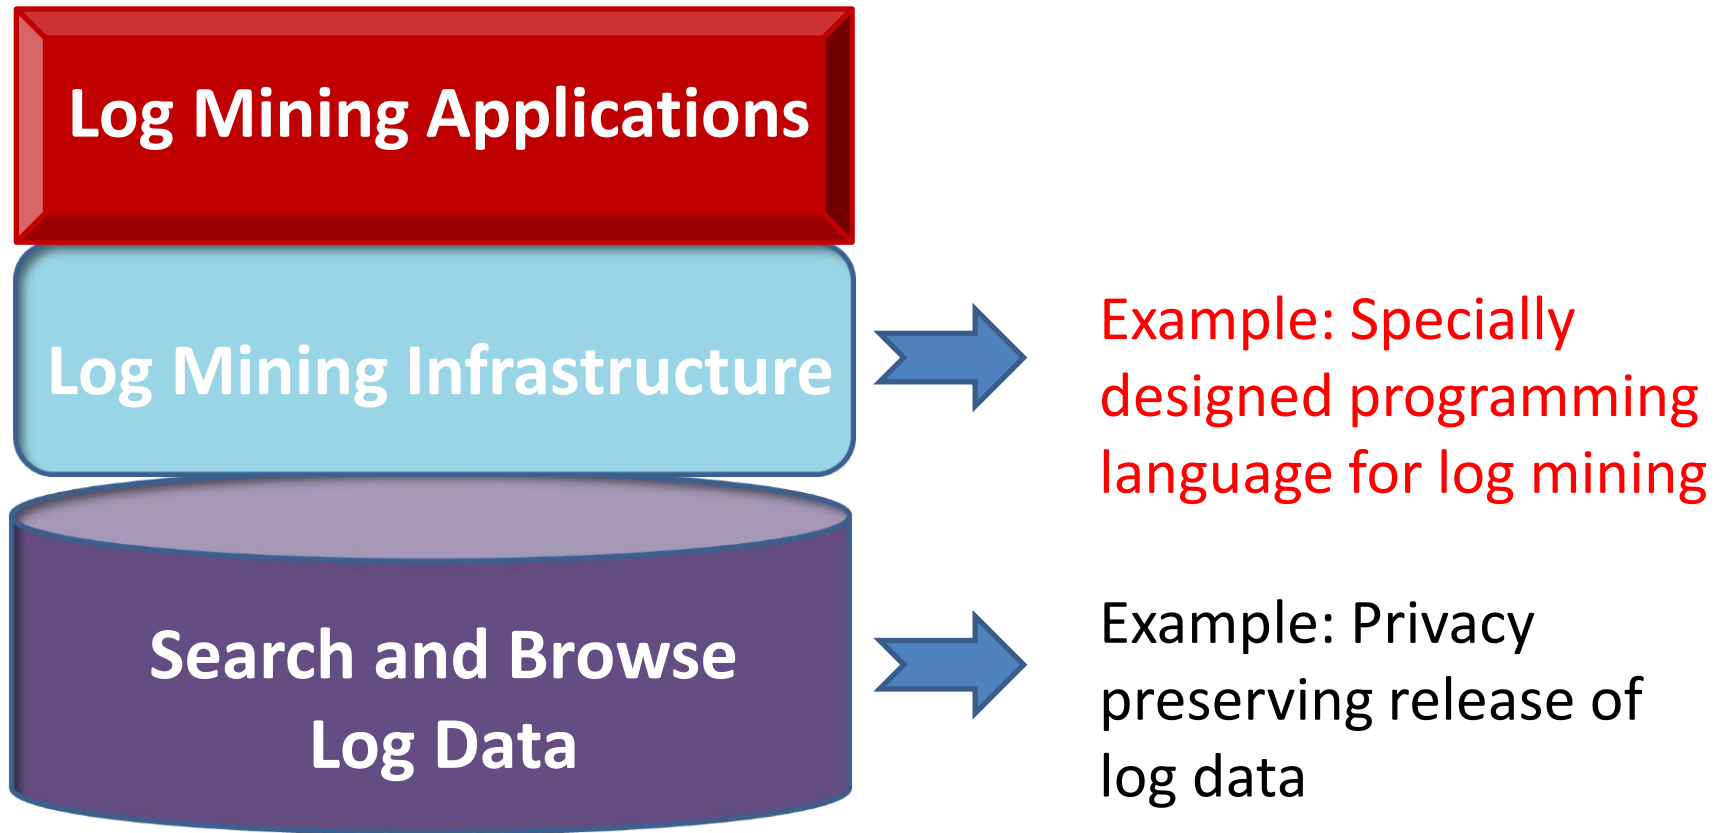 Log Mining Applications
Log Mining Infrastructure
Example: Specially
designed programming
language for log mining
Search and Browse
Log Data
Example: Privacy
preserving release of
log data